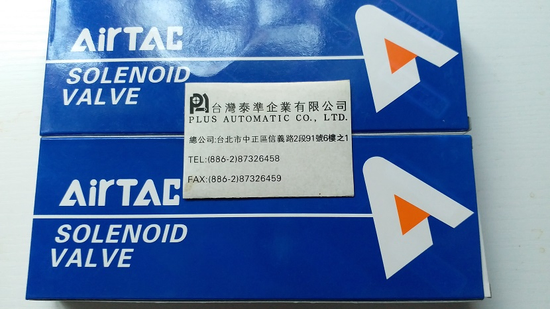 AirTAC
SOLENOID
VALVE
台灣泰準企業有限公司
PLUS AUTOMATIC CO., LTD.
總公司:台北市中正區信義路2段91號6樓之1
TEL:(886-2)87326458
FAX:(886-2)87326459
AirTAC
SOLENOID
VALVE